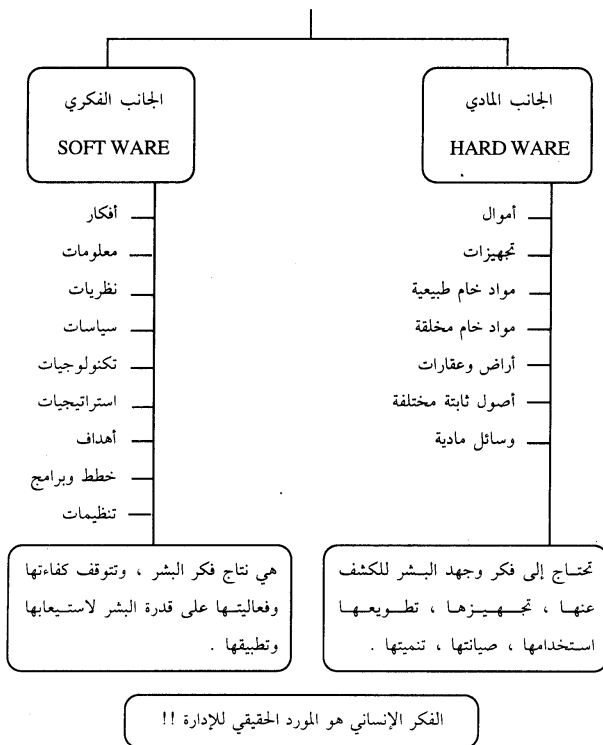 الجانب المادي
HARD WARE
أموال
تجهيزات
مواد خام طبيعية
مواد خام مخلقة
أراض وعقارات
أصول ثابتة مختلفة
وسائل مادية
تحتاج إلى فكر وجهد البشر للكشف
عنها ، تجهيزها ، تطويعها
استخدامها ، صيانتها ، تنميتها .
الجانب الفكري
SOFT WARE
أفكار
معلومات
نظريات
سياسات
تكنولوجيات
استراتيجيات
أهداف
خطط وبرامج
تنظيمات
هي نتاج فكر البشر ، وتتوقف كفاءتها
وفعاليتها على قدرة البشر لاستيعابها
وتطبيقها .
الفكر الإنساني هو المورد الحقيقي للإدارة !!